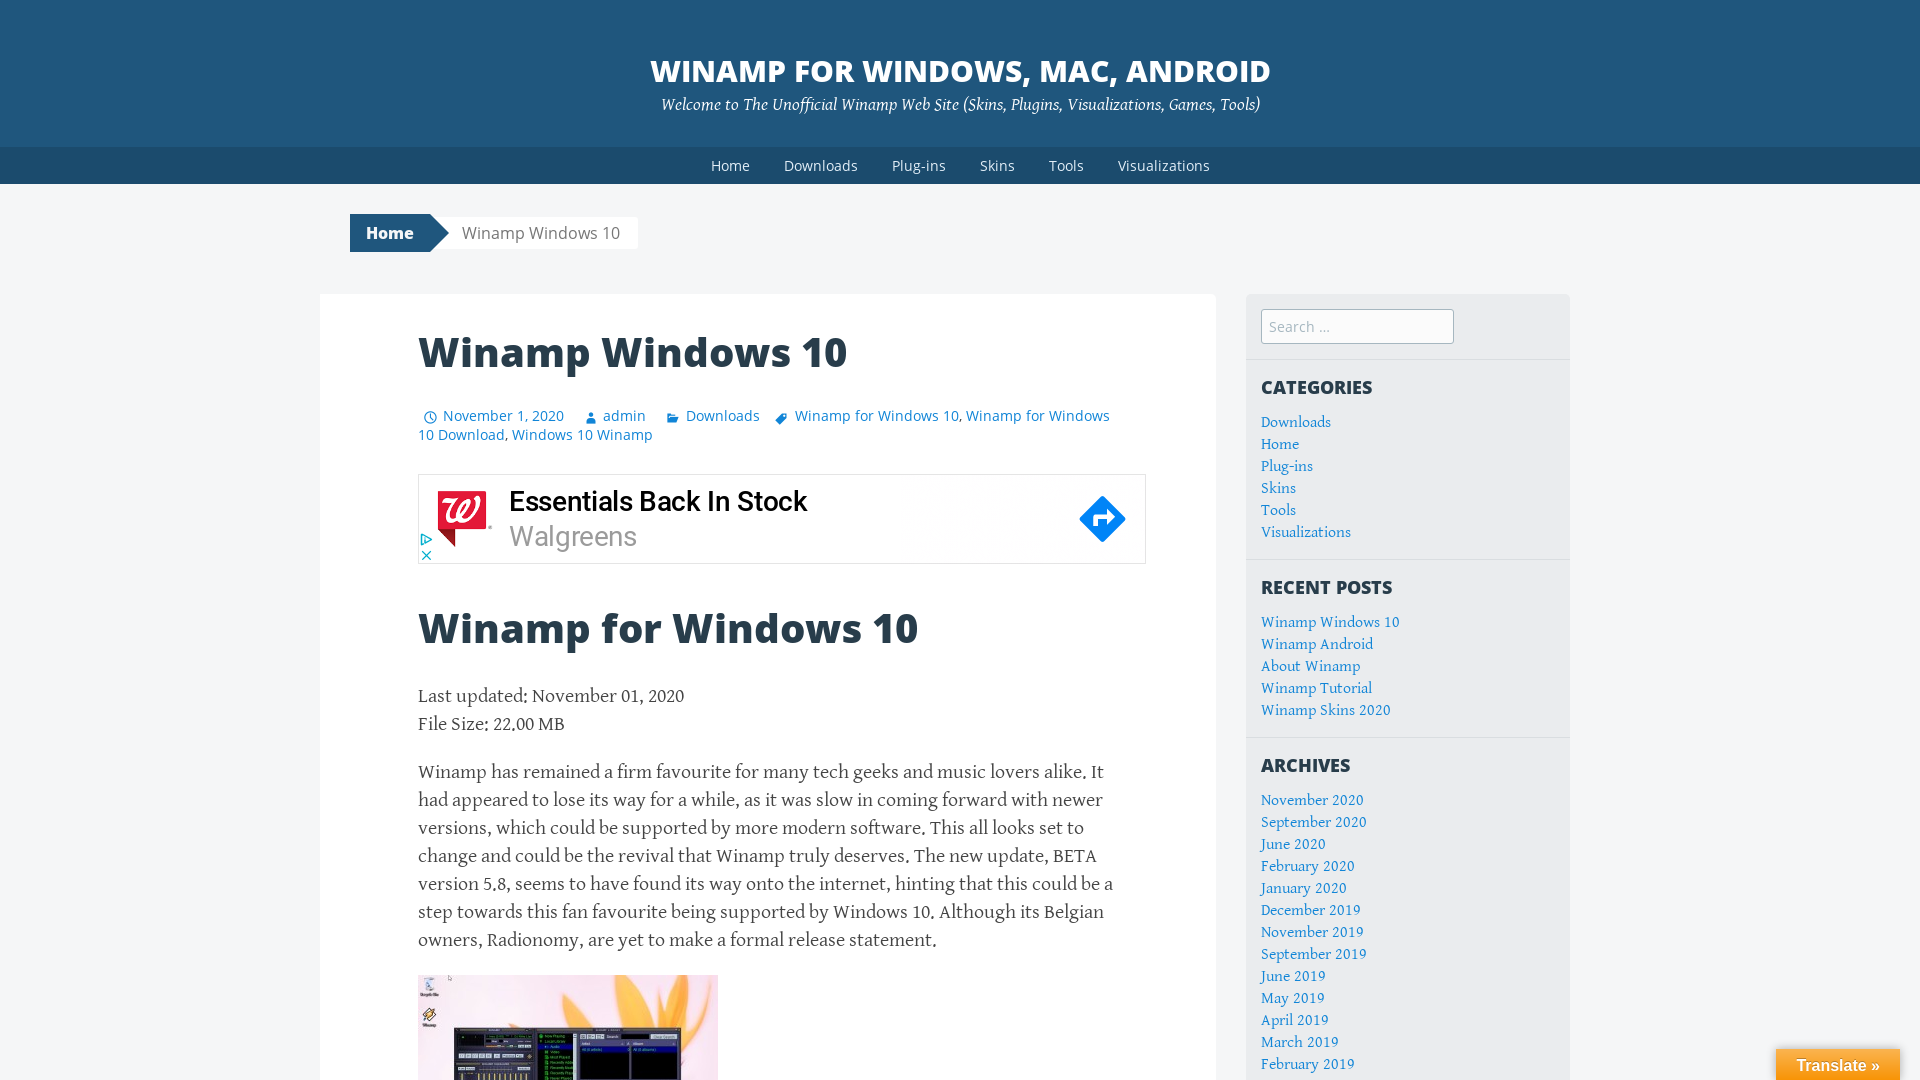 WINAMP FOR WINDOWS, MAC, ANDROID
Welcome to The Unofficial Winamp Web Site (Skins, Plugins, Visualizations, Games, Tools)
Home Downloads Plug-ins Skins Tools Visualizations
Home Winamp Windows 10
Winamp Windows 10
November 1, 2020 admin Downloads Winamp for Windows 10, Winamp for Windows
10 Download, Windows 10 Winamp
Essentials Back In Stock
Walgreens
Winamp for Windows 10
Last updated: November 01, 2020
File Size: 22.00 MB
Winamp has remained a firm favourite for many tech geeks and music lovers alike. It
had appeared to lose its way for a while, as it was slow in coming forward with newer
versions, which could be supported by more modern software. This all looks set to
change and could be the revival that Winamp truly deserves. The new update, BETA
version 5.8, seems to have found its way onto the internet, hinting that this could be a
step towards this fan favourite being supported by Windows 10. Although its Belgian
owners, Radionomy, are yet to make a formal release statement.
Search …
CATEGORIES
Downloads
Home
Plug-ins
Skins
Tools
Visualizations
RECENT POSTS
Winamp Windows 10
Winamp Android
About Winamp
Winamp Tutorial
Winamp Skins 2020
ARCHIVES
November 2020
September 2020
June 2020
February 2020
January 2020
December 2019
November 2019
September 2019
June 2019
May 2019
April 2019
March 2019
February 2019
Translate »